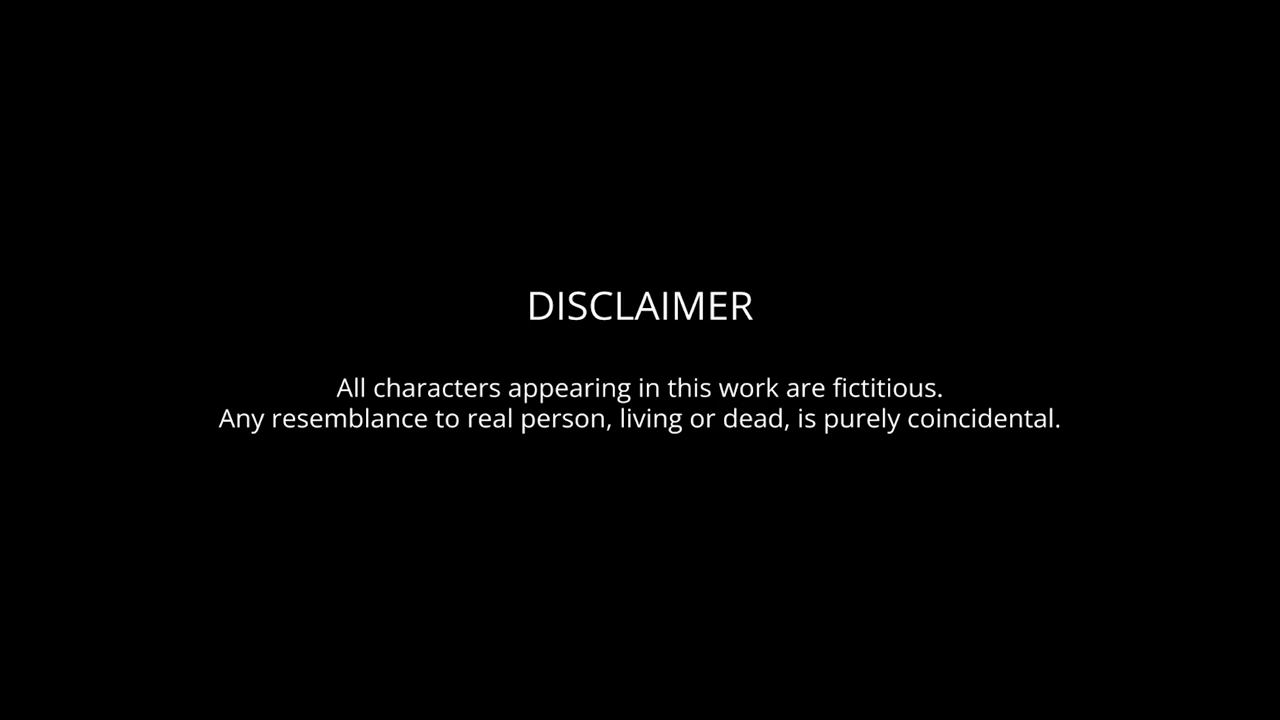 DISCLAIMER
All characters appearing in this work are fictitious.
Any resemblance to real person, living or dead, is purely coincidental.